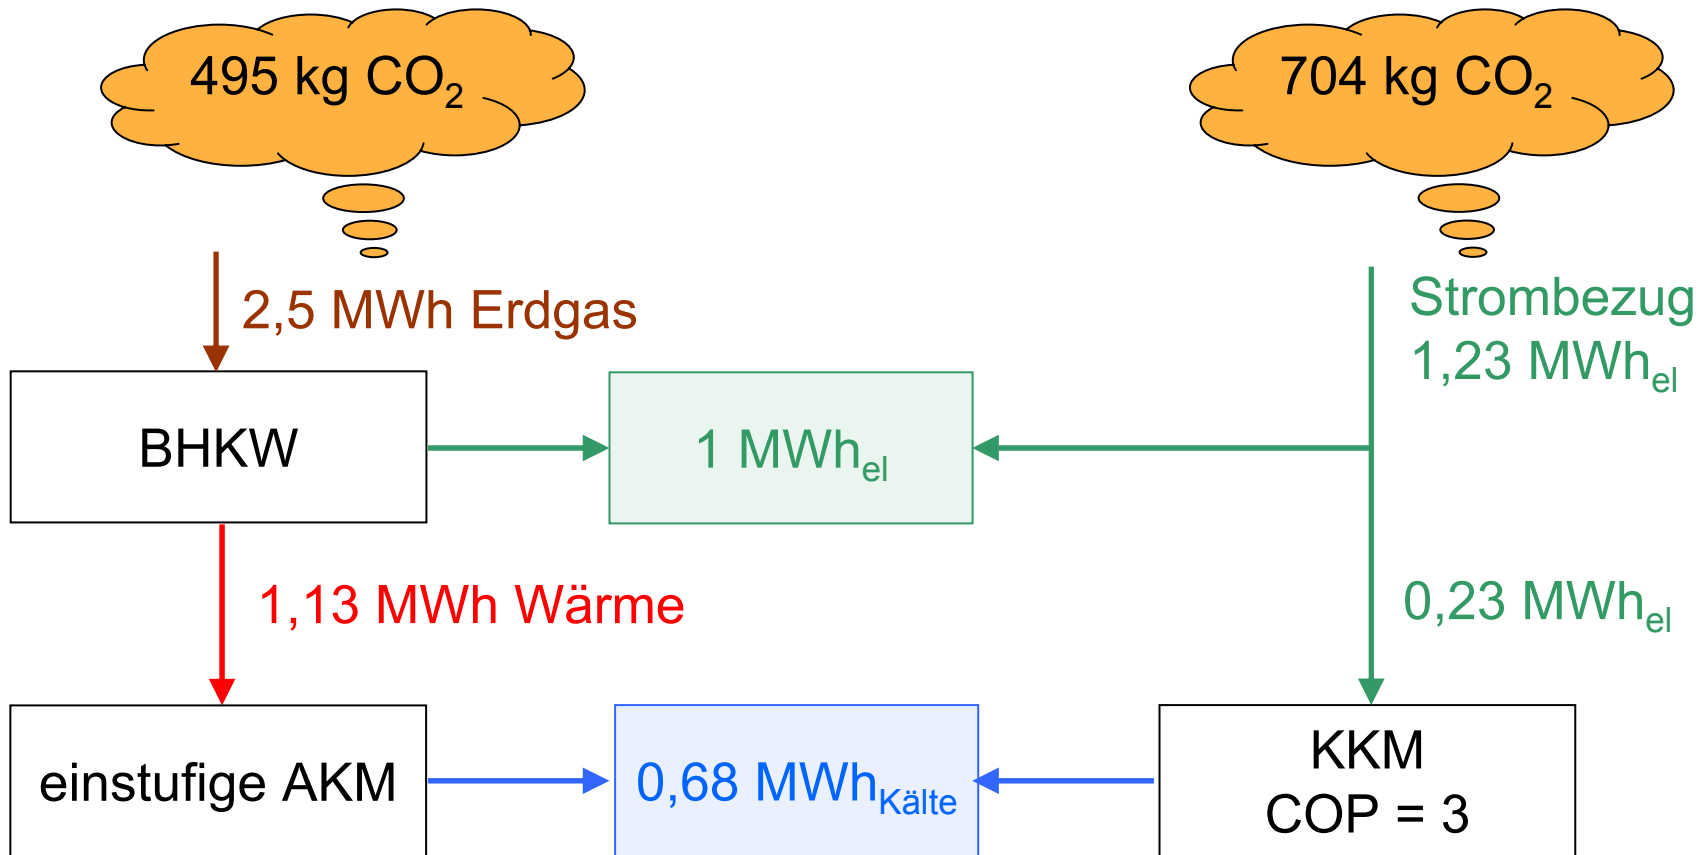 495 kg CO₂
704 kg CO₂
2,5 MWh Erdgas
Strombezug
1,23 MWhel
BHKW
1 MWhel
1,13 MWh Wärme
0,23 MWhel
einstufige AKM
0,68 MWhKälte
KKM
COP = 3